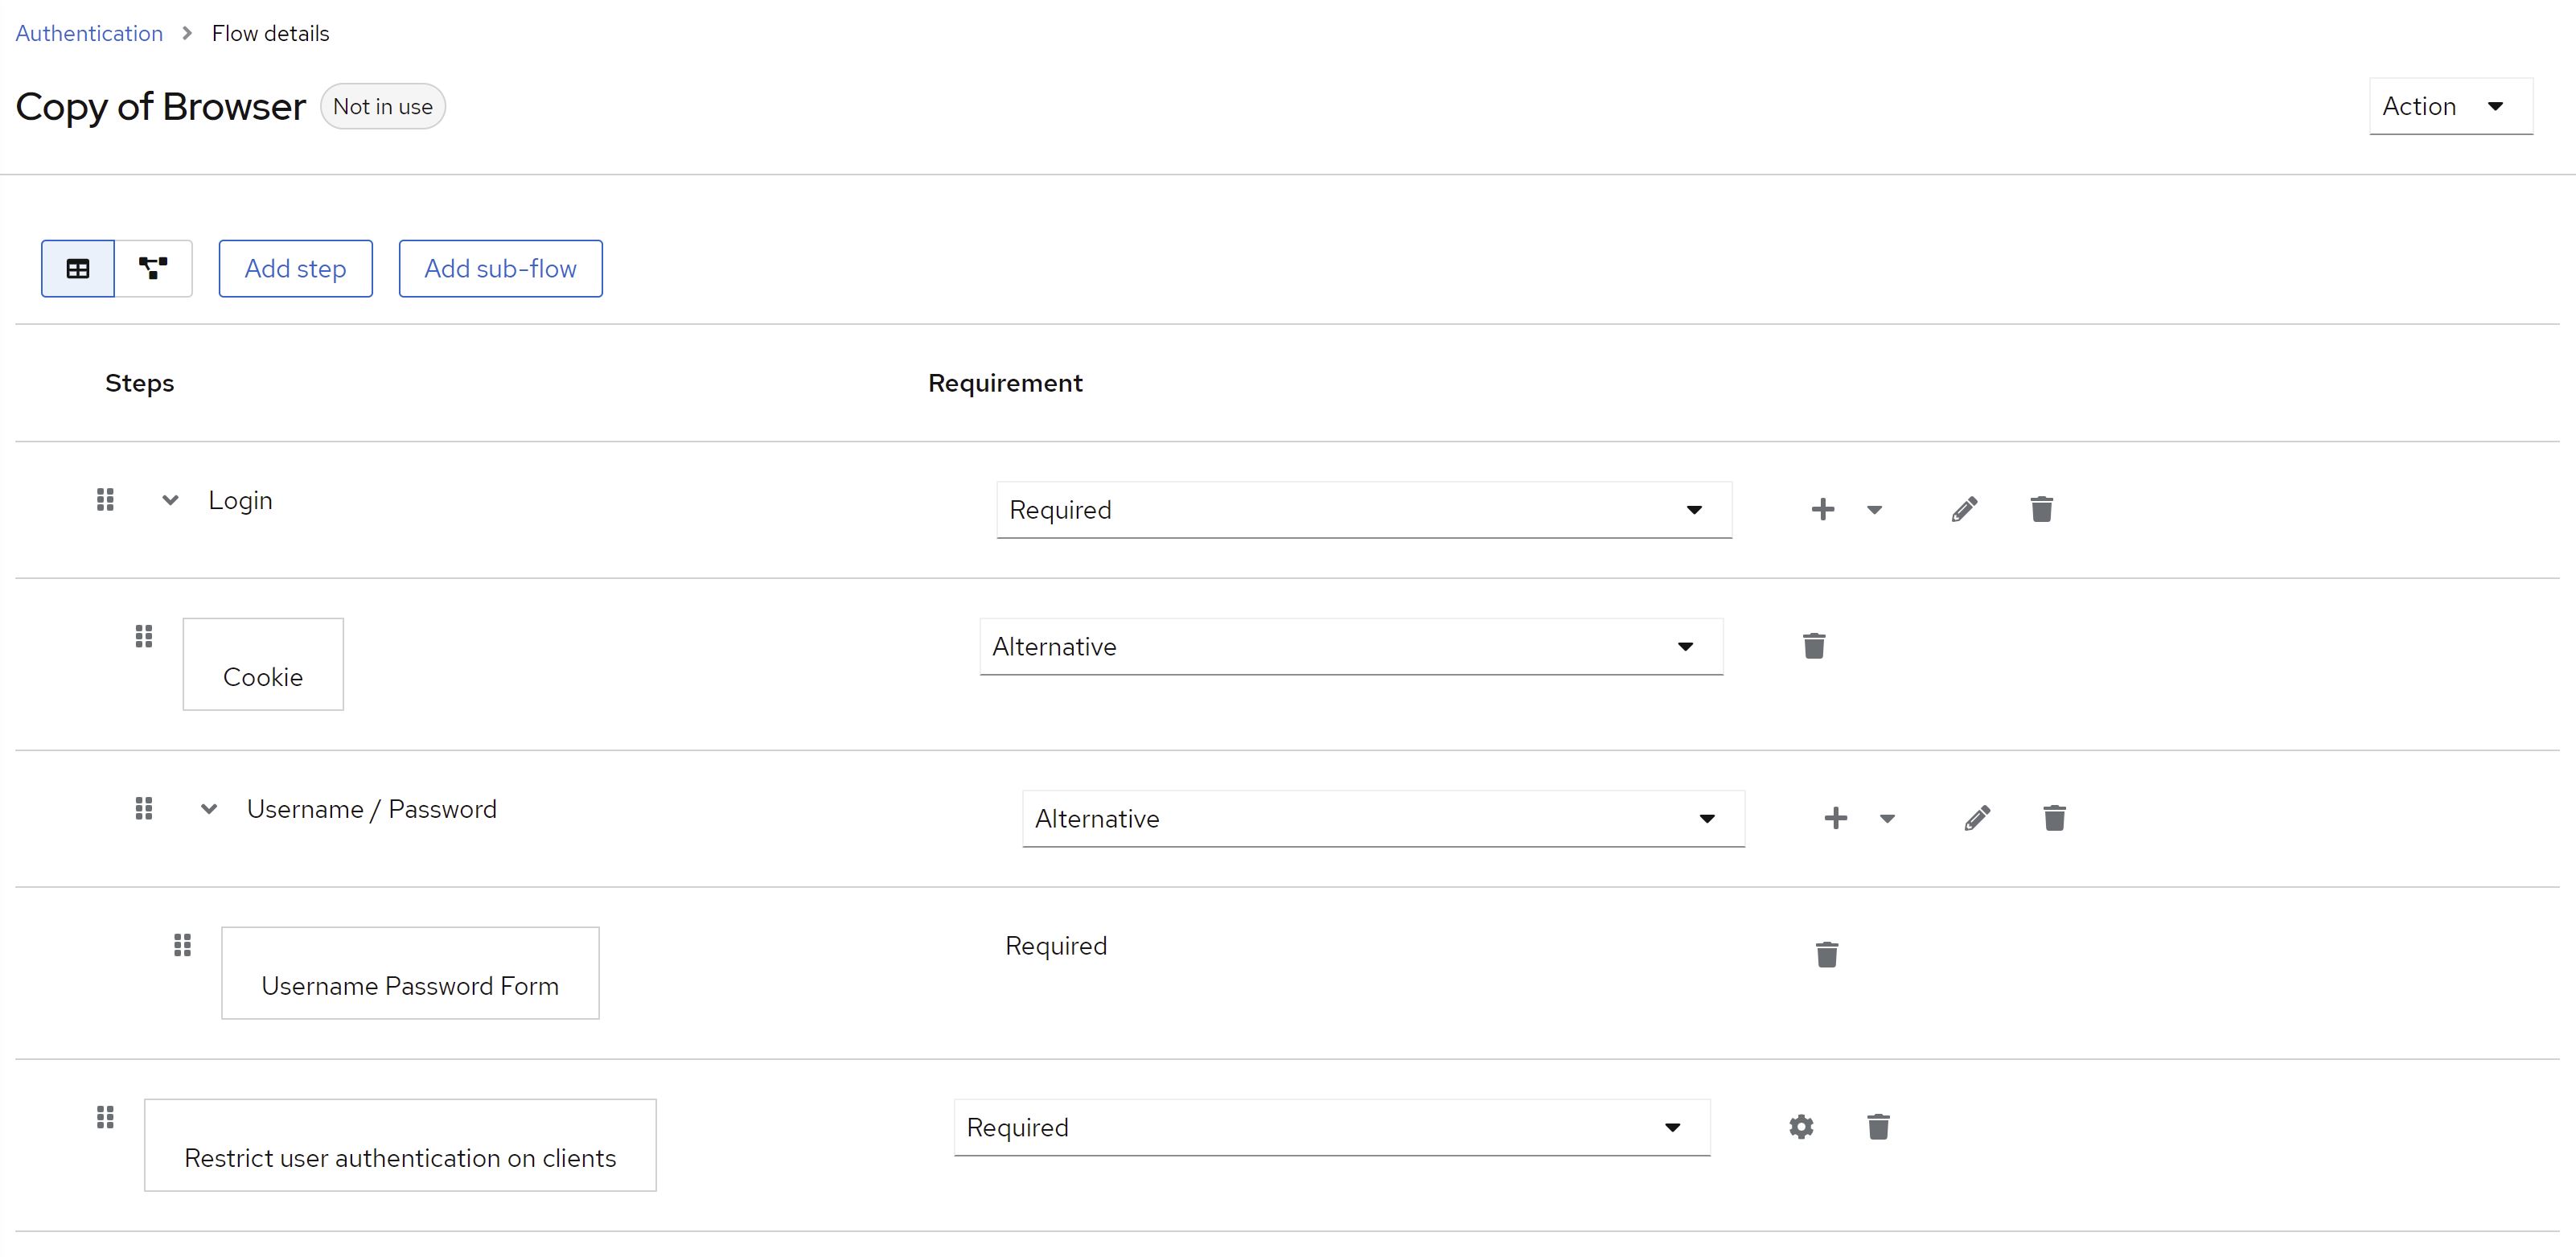 Authentication > Flow details
Copy of Browser Not in use Action
Add step Add sub-flow
Steps Requirement
Login Required
Cookie Alternative
Username / Password Alternative
Username Password Form Required
Restrict user authentication on clients Required